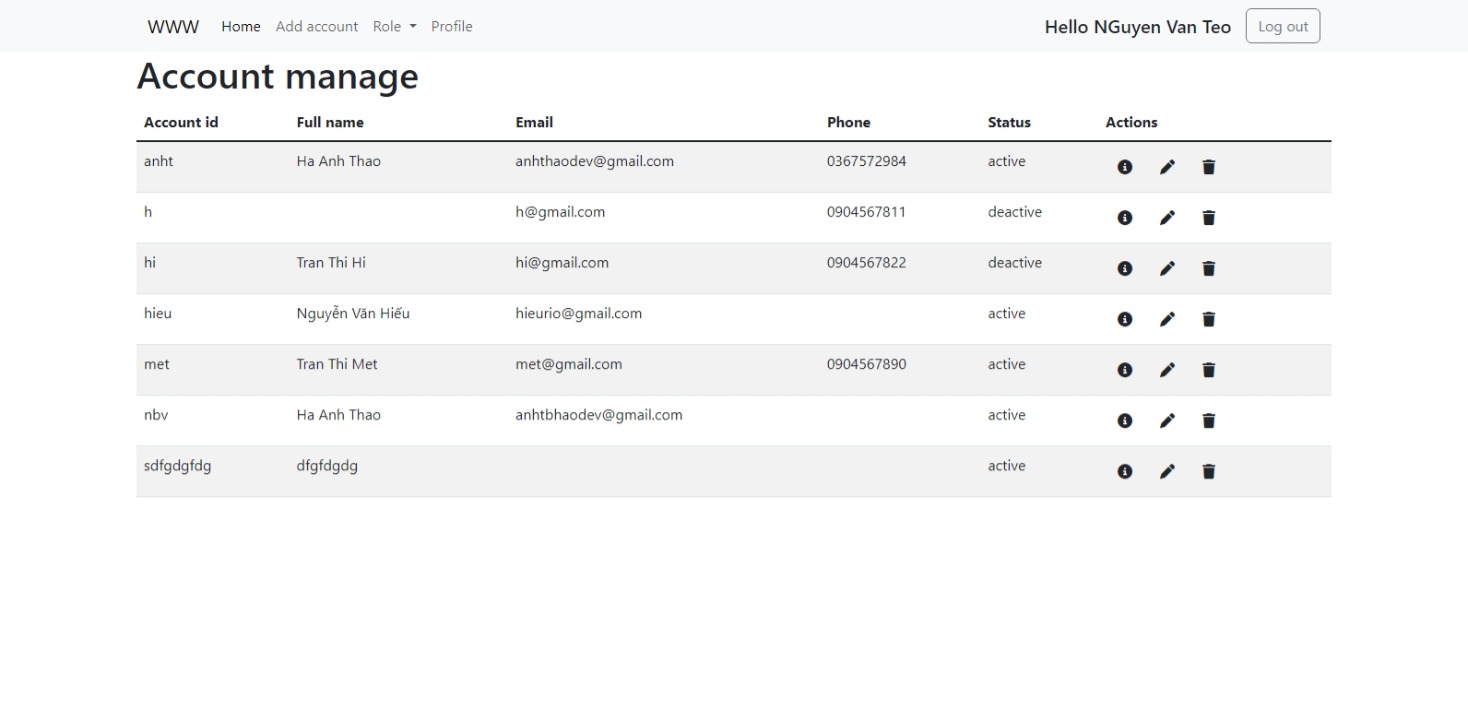 WWW Home Add account Role Profile Hello NGuyen Van Teo Log out
Account manage
Account id Full name Email Phone Status Actions
anht Ha Anh Thao anhthaodev@gmail.com 0367572984 active
h h@gmail.com 0904567811 deactive
hi Tran Thi Hi hi@gmail.com 0904567822 deactive
hieu Nguyễn Văn Hiếu hieurio@gmail.com active
met Tran Thi Met met@gmail.com 0904567890 active
nbv Ha Anh Thao anhtbhaodev@gmail.com active
sdfgdgfdg dfgfdgdg active